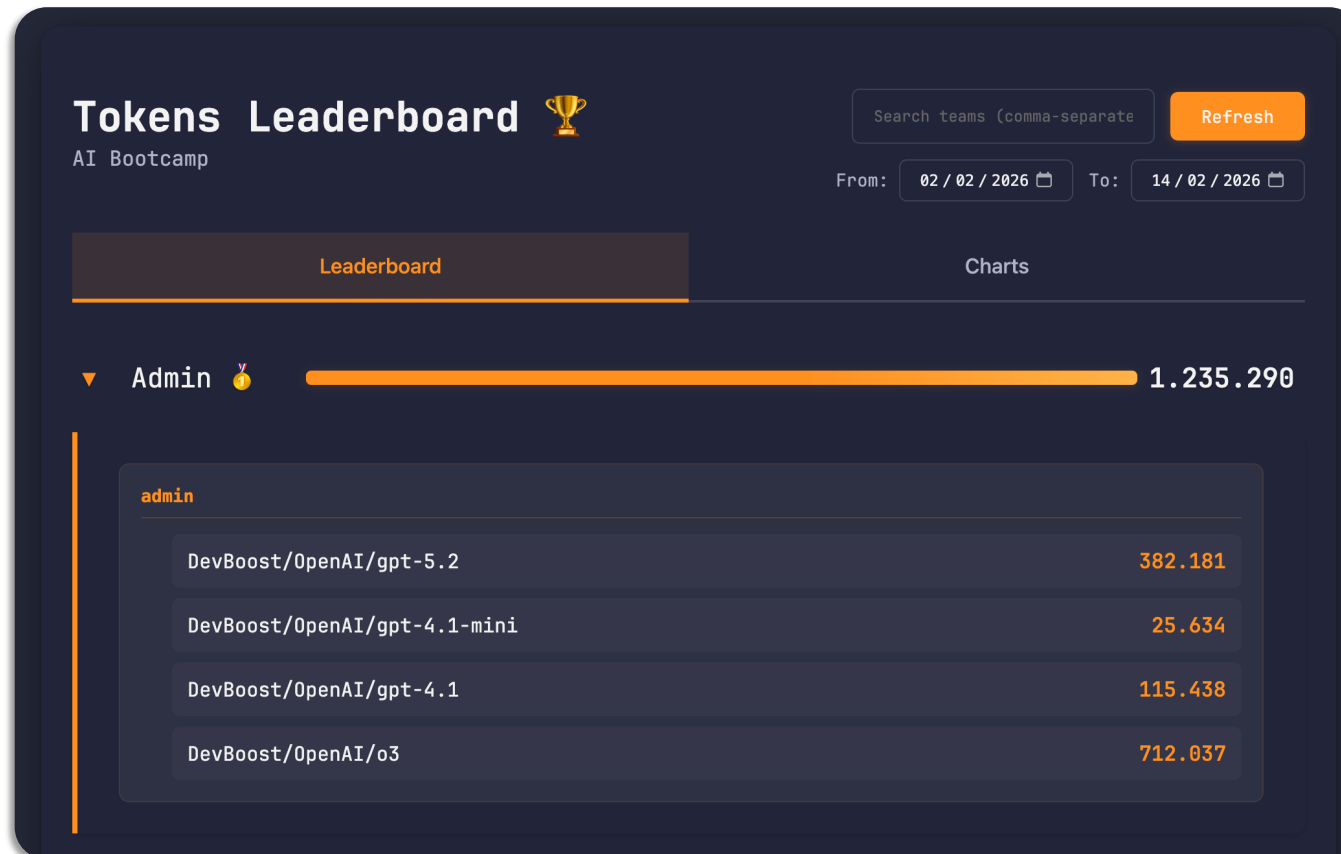 Tokens Leaderboard 🏆
AI Bootcamp
Search teams (comma-separate
Refresh
From: 02/02/2026 To: 14/02/2026
Leaderboard
Charts
▼ Admin 🥇 1.235.290
admin
DevBoost/OpenAI/gpt-5.2 382.181
DevBoost/OpenAI/gpt-4.1-mini 25.634
DevBoost/OpenAI/gpt-4.1 115.438
DevBoost/OpenAI/o3 712.037